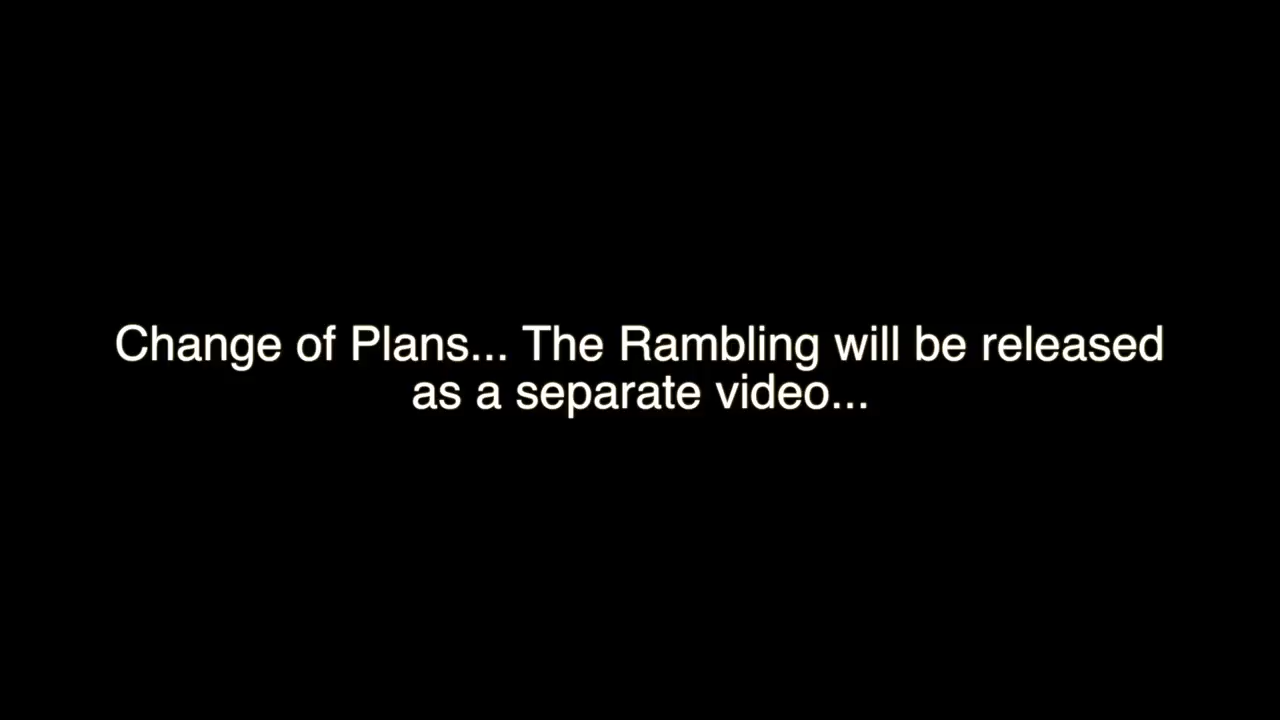 Change of Plans... The Rambling will be released
as a separate video...